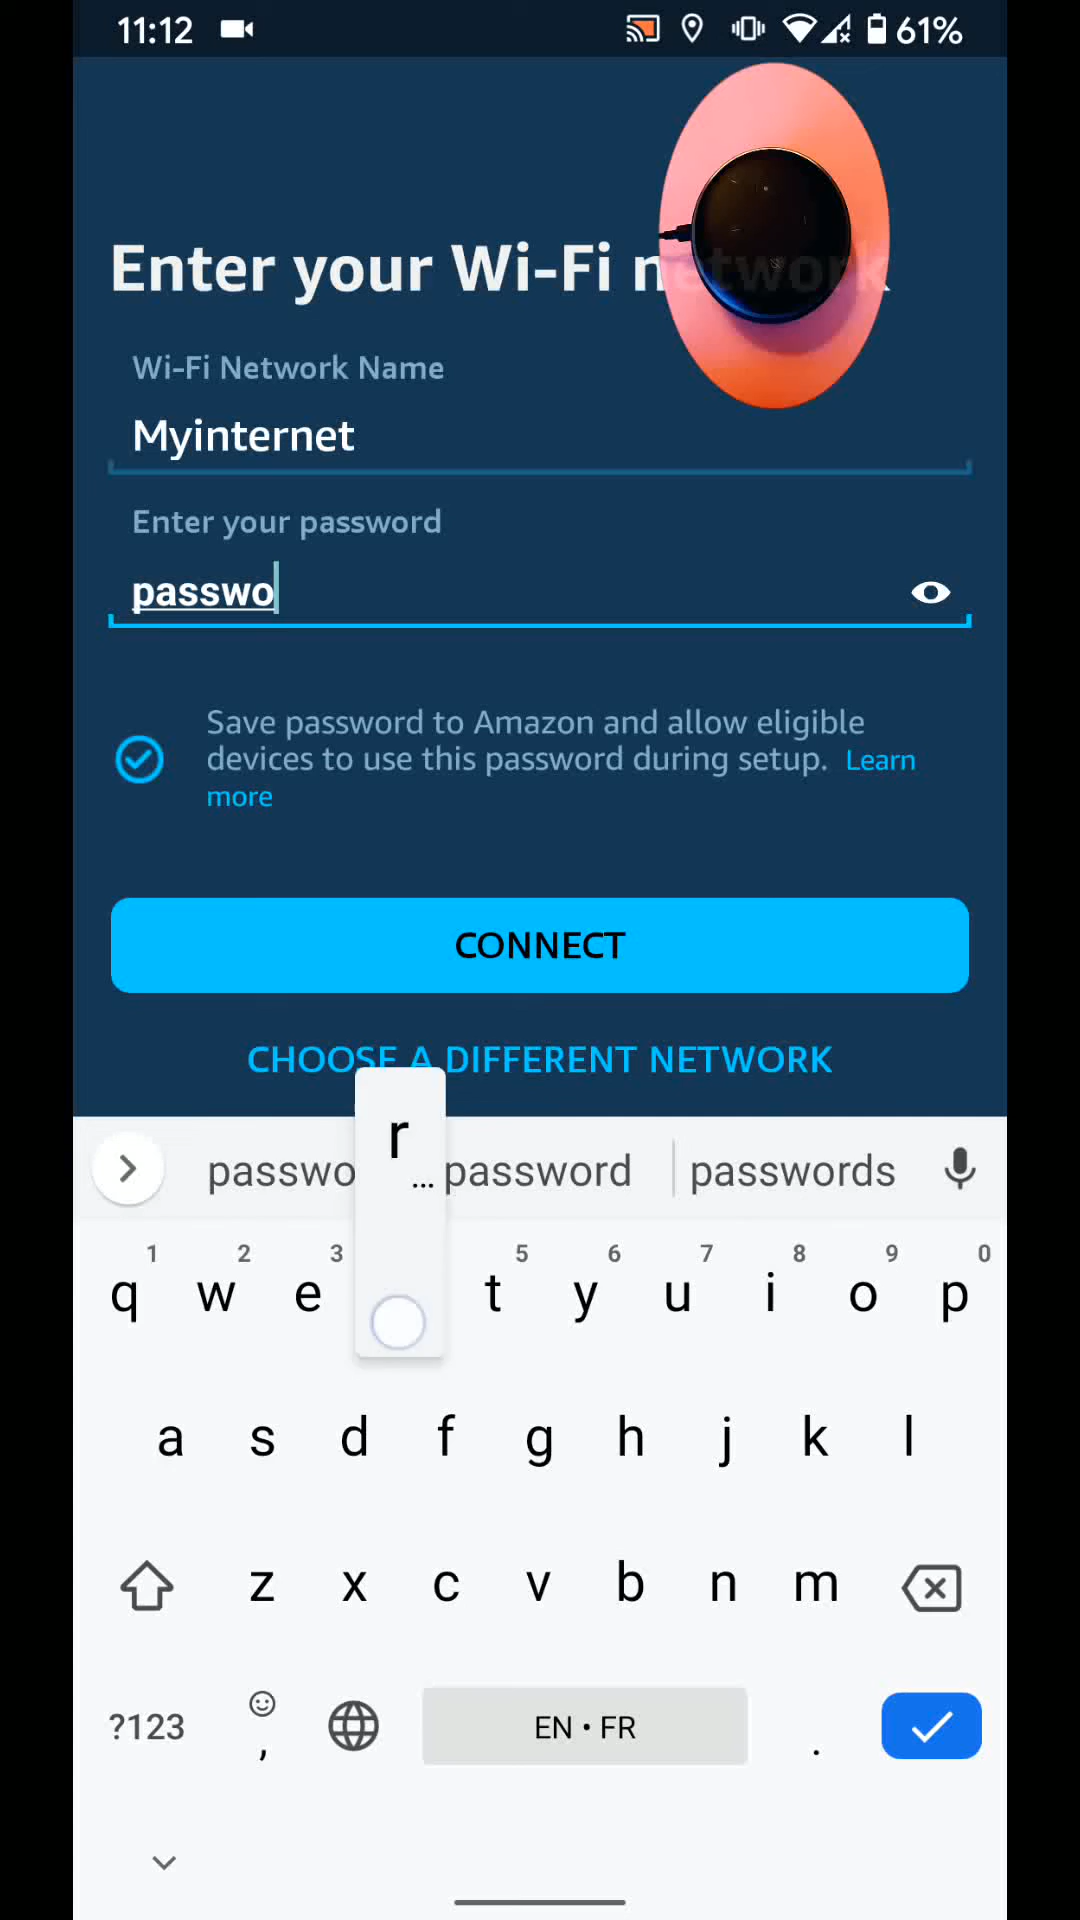 11:12 61%
Enter your Wi-Fi network
Wi-Fi Network Name
Myinternet
Enter your password
passwo
Save password to Amazon and allow eligible
devices to use this password during setup. Learn
more
CONNECT
CHOOSE A DIFFERENT NETWORK
r
...
passwo password passwords
1 2 3 5 6 7 8 9 0
q w e t y u i o p
a s d f g h j k l
z x c v b n m
?123 , EN • FR .